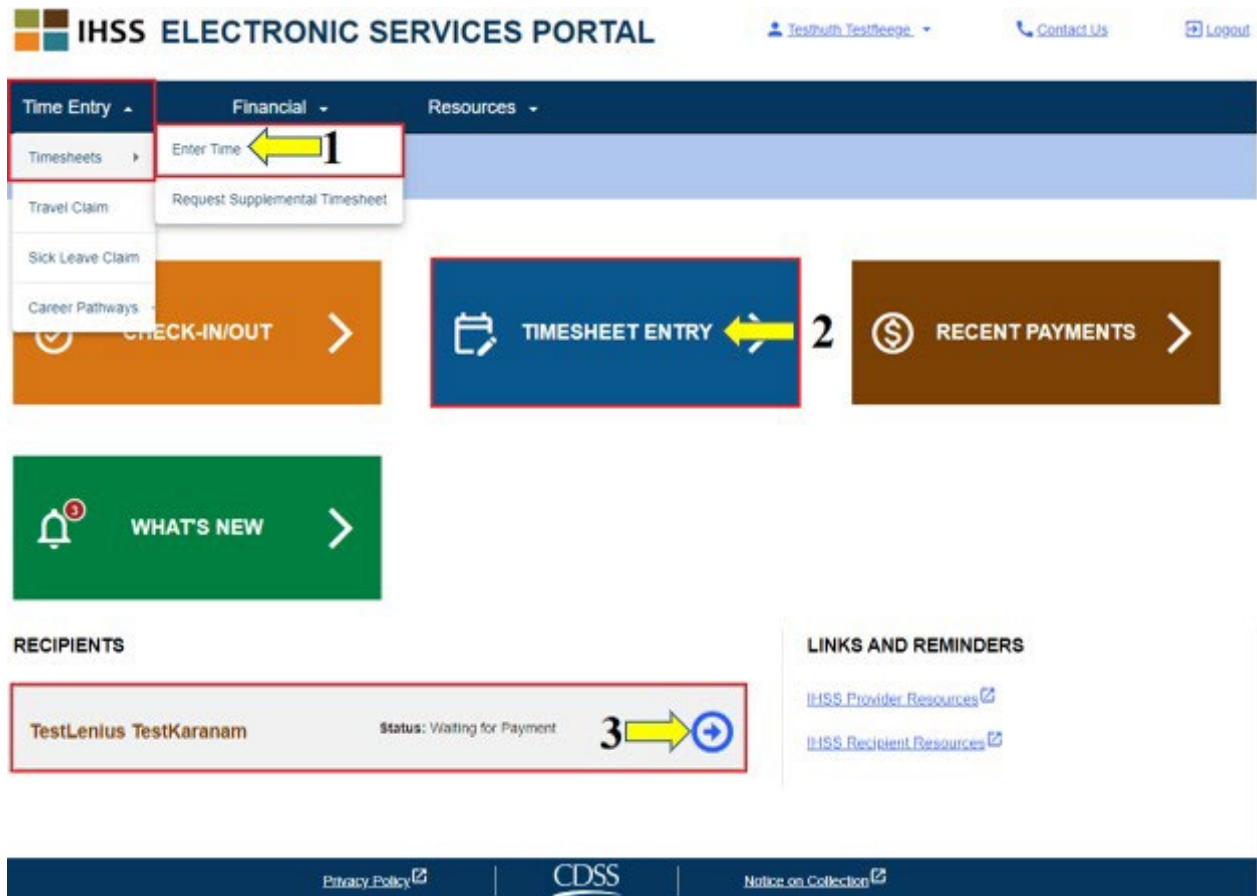 IHSS ELECTRONIC SERVICES PORTAL
Testhuth Testfleege
Contact Us
Logout
Time Entry
Financial
Resources
Timesheets
Enter Time
1
Travel Claim
Request Supplemental Timesheet
Sick Leave Claim
Career Pathways
CHECK-IN/OUT
TIMESHEET ENTRY
2
RECENT PAYMENTS
3
WHAT'S NEW
RECIPIENTS
LINKS AND REMINDERS
TestLenius TestKaranam
Status: Waiting for Payment
3
IHSS Provider Resources
IHSS Recipient Resources
Privacy Policy
CDSS
Notice on Collection